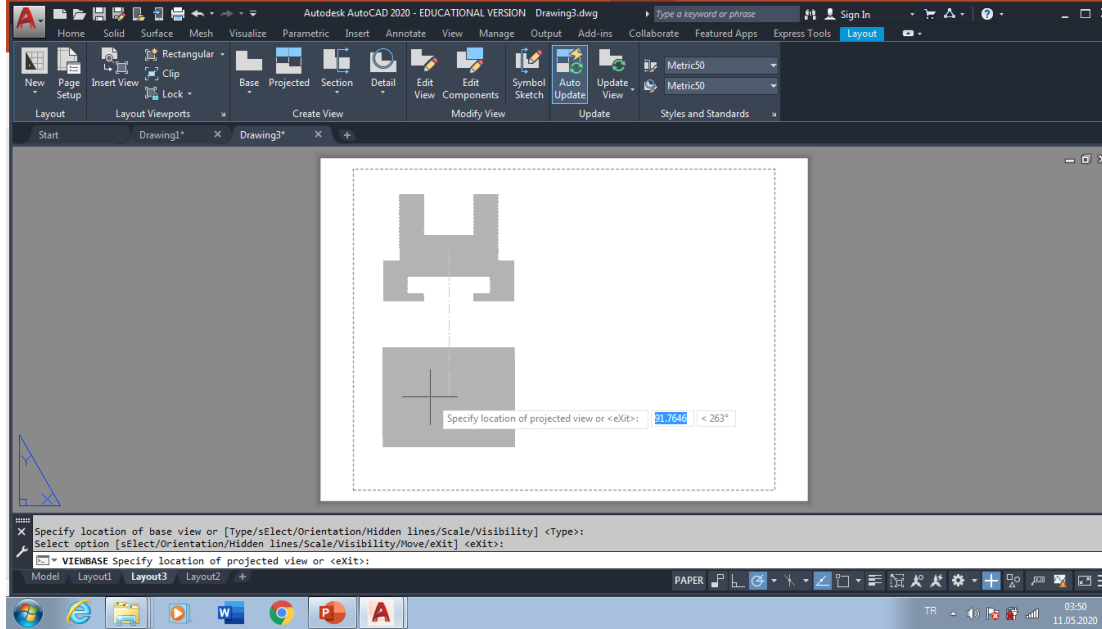 Autodesk AutoCAD 2020 - EDUCATIONAL VERSION Drawing3.dwg
Type a keyword or phrase
Sign In
Home Solid Surface Mesh Visualize Parametric Insert Annotate View Manage Output Add-ins Collaborate Featured Apps Express Tools Layout
New
Page Setup
Insert View
Rectangular
Clip
Lock
Base
Projected
Section
Detail
Edit View
Edit Components
Symbol Sketch
Auto Update
Update View
Metric50
Metric50
Layout
Layout Viewports
Create View
Modify View
Update
Styles and Standards
Start
Drawing1*
Drawing3*
Specify location of projected view or <eXit>: 91.7646 < 263°
Y
X
Specify location of base view or [Type/sElect/Orientation/Hidden lines/Scale/Visibility] <Type>:
Select option [sElect/Orientation/Hidden lines/Scale/Visibility/Move/eXit] <eXit>:
VIEWBASE Specify location of projected view or <eXit>:
Model Layout1 Layout3 Layout2 +
PAPER
TR
03:50
11.05.2020